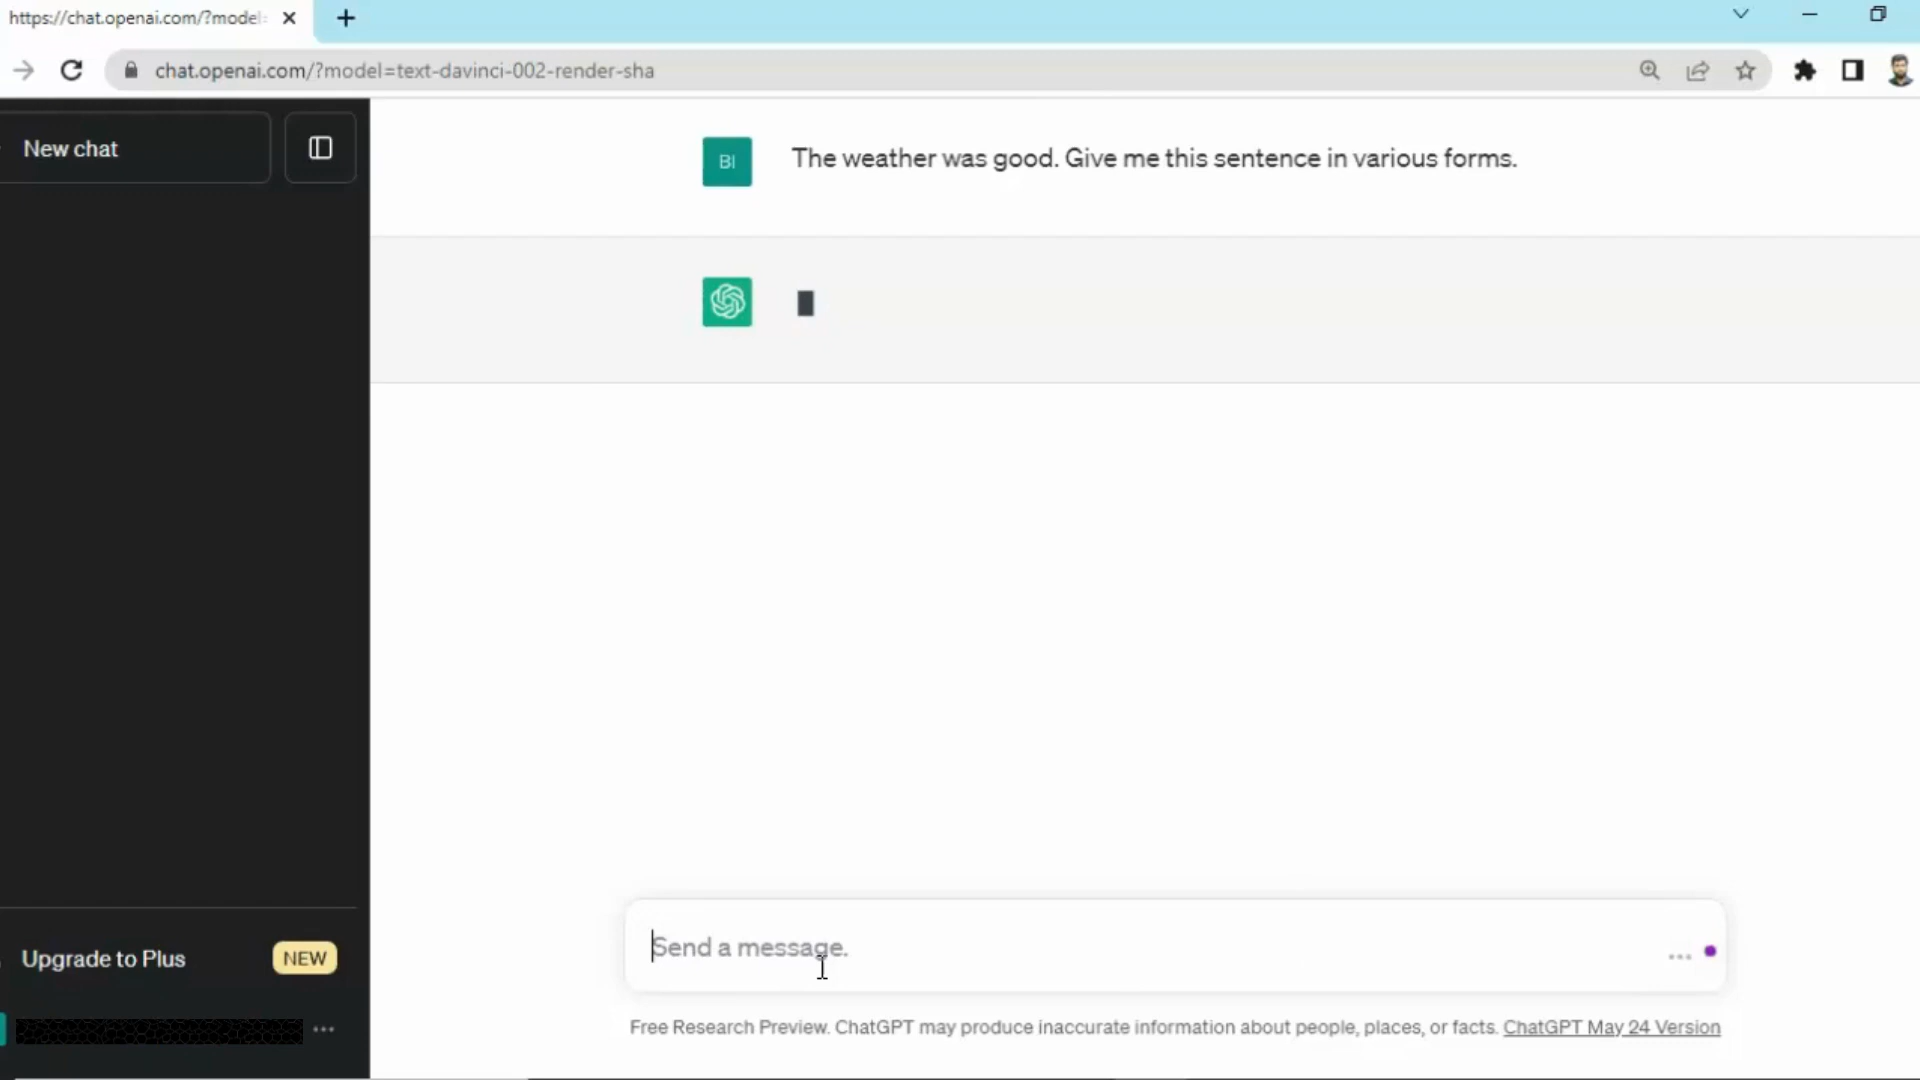 https://chat.openai.com/?model=
chat.openai.com/?model=text-davinci-002-render-sha
New chat
BI
The weather was good. Give me this sentence in various forms.
Send a message.
Upgrade to Plus NEW
Free Research Preview. ChatGPT may produce inaccurate information about people, places, or facts. ChatGPT May 24 Version